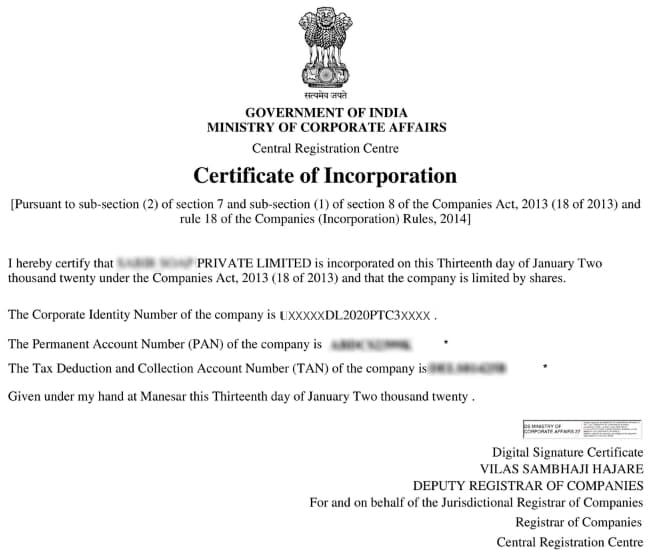 सत्यमेव जयते
GOVERNMENT OF INDIA
MINISTRY OF CORPORATE AFFAIRS
Central Registration Centre
Certificate of Incorporation
[Pursuant to sub-section (2) of section 7 and sub-section (1) of section 8 of the Companies Act, 2013 (18 of 2013) and
rule 18 of the Companies (Incorporation) Rules, 2014]
I hereby certify that PRIVATE LIMITED is incorporated on this Thirteenth day of January Two
thousand twenty under the Companies Act, 2013 (18 of 2013) and that the company is limited by shares.
The Corporate Identity Number of the company is UXXXXXDL2020PTC3XXXX .
The Permanent Account Number (PAN) of the company is *
The Tax Deduction and Collection Account Number (TAN) of the company is *
Given under my hand at Manesar this Thirteenth day of January Two thousand twenty .
DS MINISTRY OF
CORPORATE AFFAIRS 27
Digital Signature Certificate
VILAS SAMBHAJI HAJARE
DEPUTY REGISTRAR OF COMPANIES
For and on behalf of the Jurisdictional Registrar of Companies
Registrar of Companies
Central Registration Centre